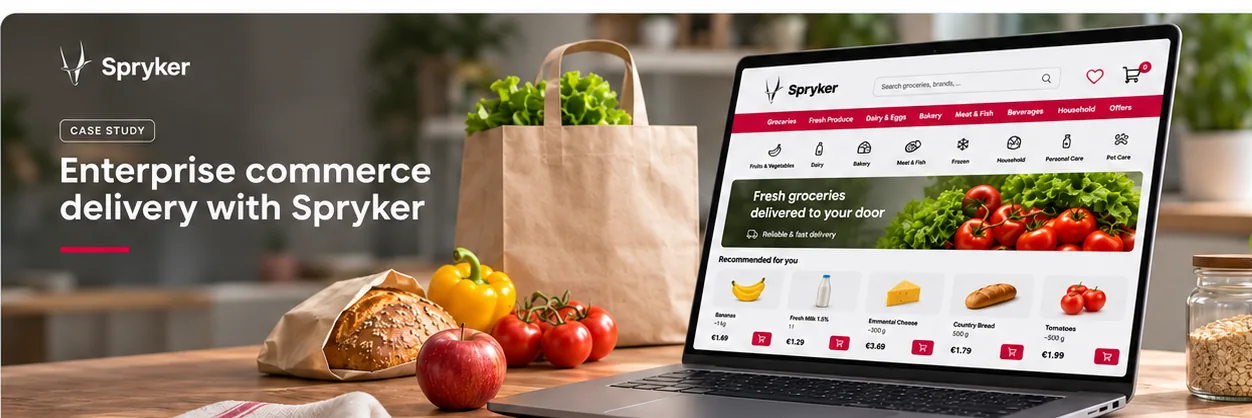 Spryker
CASE STUDY
Enterprise commerce
delivery with Spryker
Spryker
Search groceries, brands, ...
0
Groceries Fresh Produce Dairy & Eggs Bakery Meat & Fish Beverages Household Offers
Fruits & Vegetables Dairy Bakery Meat & Fish Frozen Household Personal Care Pet Care
Fresh groceries
delivered to your door
Reliable & fast delivery
Recommended for you
Bananas Fresh Milk 1.5% Emmental Cheese Country Bread Tomatoes
~1 kg 1 l ~300 g 500 g ~500 g
€1.69 €1.29 €3.69 €1.79 €1.99